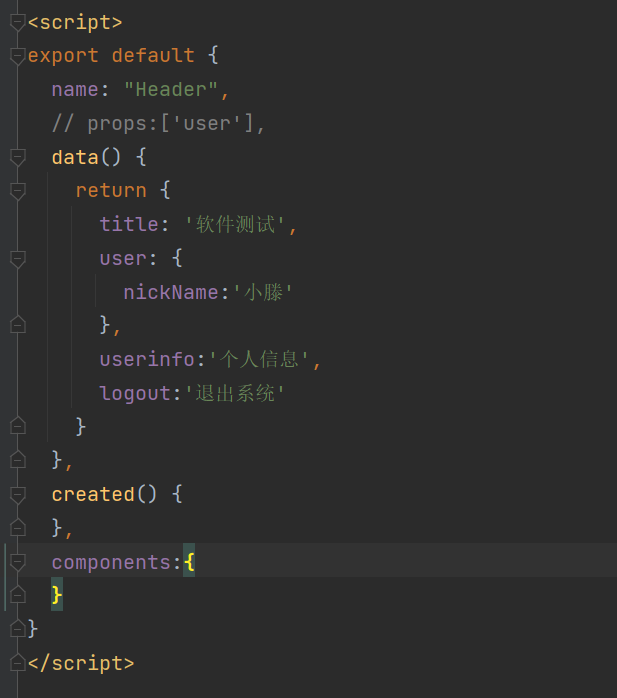 <script>
export default {
  name: "Header",
  // props:['user'],
  data() {
    return {
      title: '软件测试',
      user: {
        nickName:'小滕'
      },
      userinfo:'个人信息',
      logout:'退出系统'
    }
  },
  created() {
  },
  components:{
  }
}
</script>